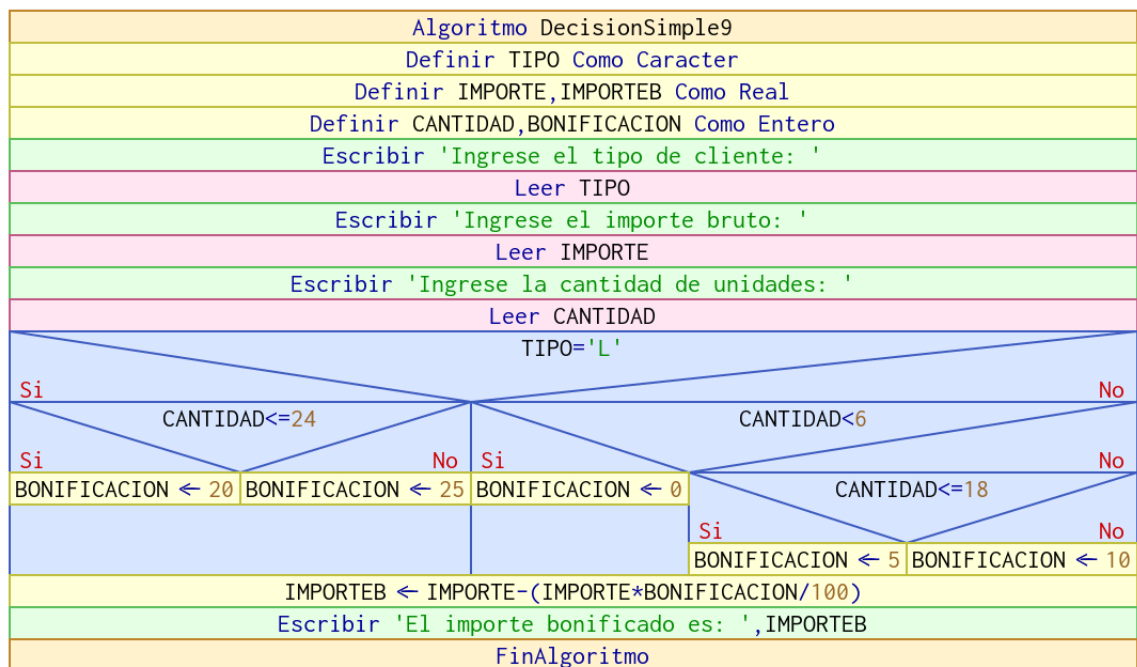 Algoritmo DecisionSimple9
Definir TIPO Como Caracter
Definir IMPORTE,IMPORTEB Como Real
Definir CANTIDAD,BONIFICACION Como Entero
Escribir 'Ingrese el tipo de cliente: '
Leer TIPO
Escribir 'Ingrese el importe bruto: '
Leer IMPORTE
Escribir 'Ingrese la cantidad de unidades: '
Leer CANTIDAD
TIPO='L'
Si No
CANTIDAD<=24 CANTIDAD<6
Si No Si No
BONIFICACION ← 20 BONIFICACION ← 25 BONIFICACION ← 0 CANTIDAD<=18
Si No
BONIFICACION ← 5 BONIFICACION ← 10
IMPORTEB ← IMPORTE-(IMPORTE*BONIFICACION/100)
Escribir 'El importe bonificado es: ',IMPORTEB
FinAlgoritmo